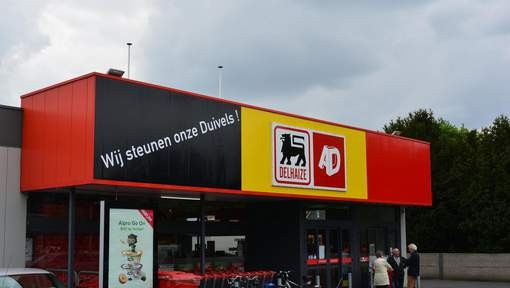 Wij steunen onze Duivels !
DELHAIZE
AD
Alpro Go On